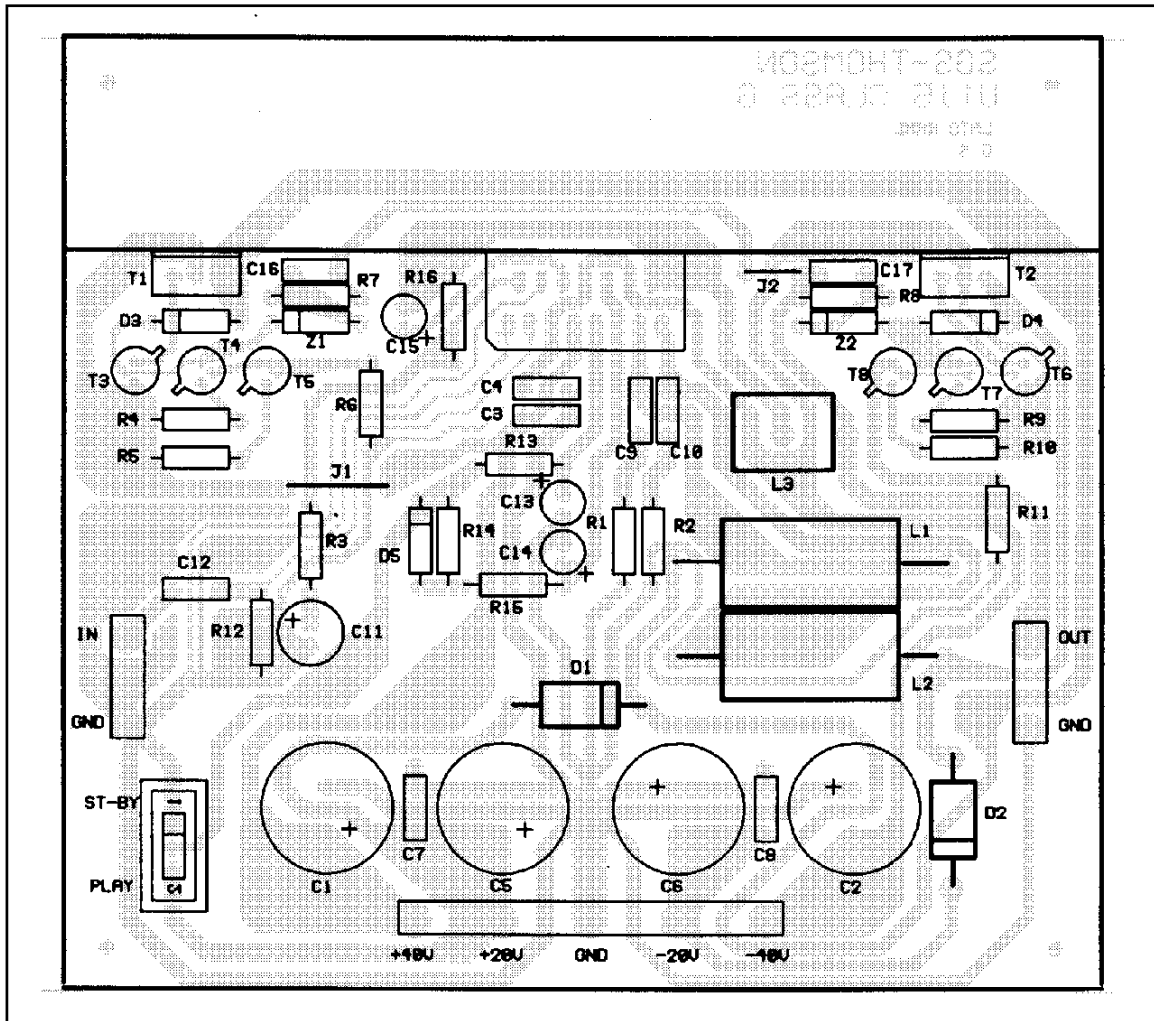 SGS-THOMSON
T1
C16
R7
R16
J2
C17
T2
R8
D3
Z1
C15
Z2
D4
T4
T3
T5
T8
T7
T6
C4
R6
C3
R4
R9
R5
R13
C9
C10
R10
J1
L3
C13
R14
R1
R2
R11
L1
R3
D5
C14
C12
R15
IN
R12
C11
OUT
D1
L2
GND
GND
ST-BY
D2
PLAY
C7
C8
C1
C5
C6
C2
+40V
+20V
GND
-20V
-40V